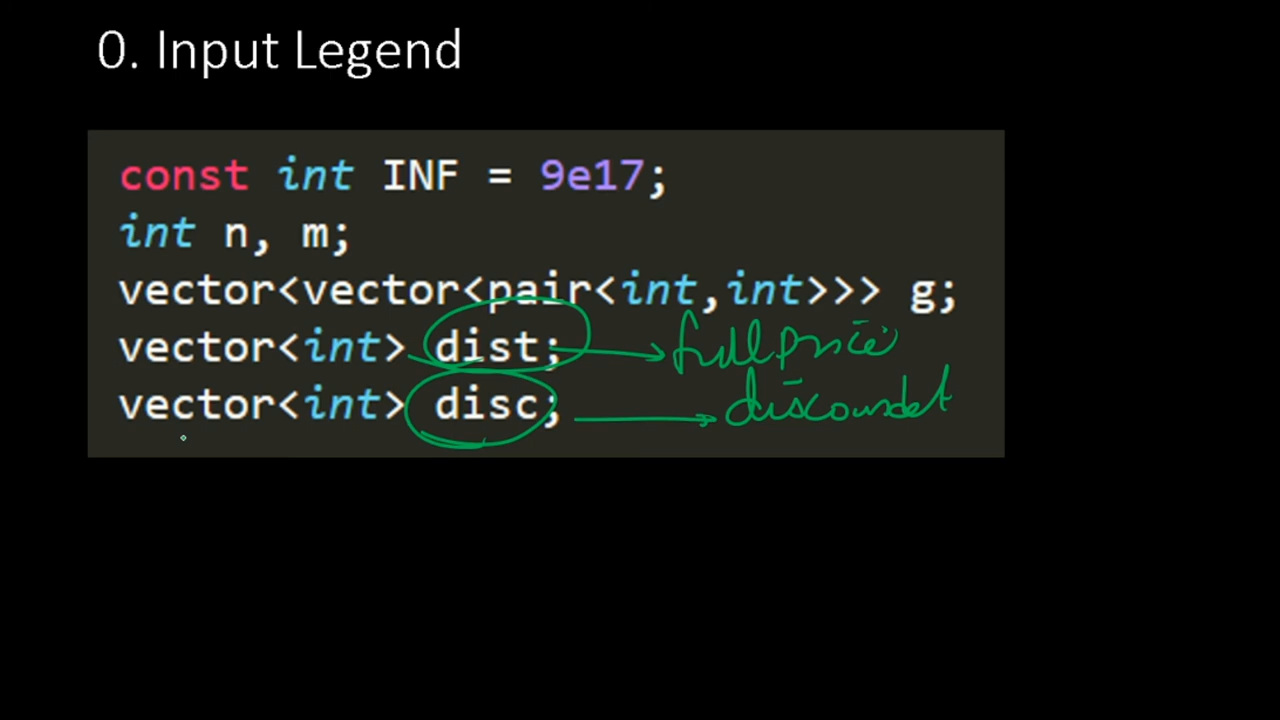 0. Input Legend
const int INF = 9e17;
int n, m;
vector<vector<pair<int,int>>> g;
vector<int> dist; full price
vector<int> disc; discoundet